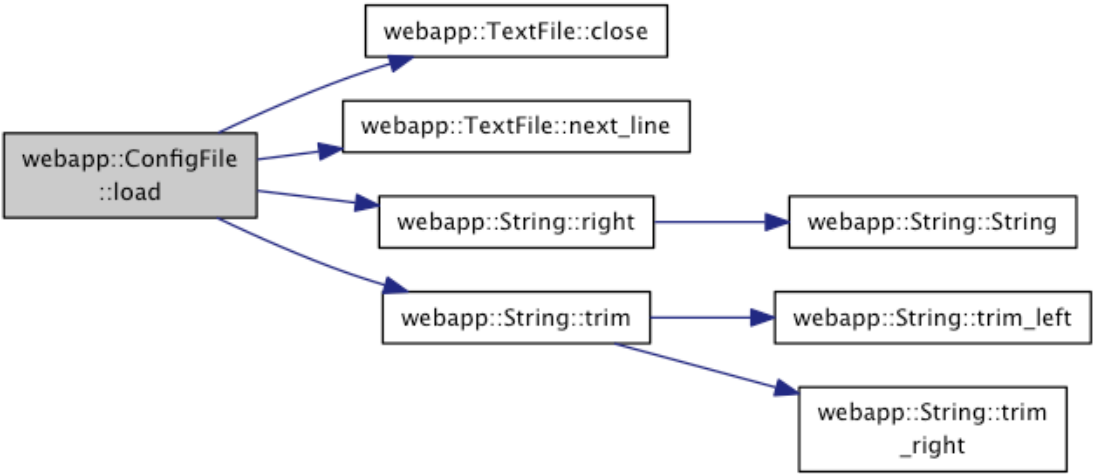 webapp::TextFile::close
webapp::TextFile::next_line
webapp::ConfigFile
::load
webapp::String::right
webapp::String::String
webapp::String::trim
webapp::String::trim_left
webapp::String::trim
_right